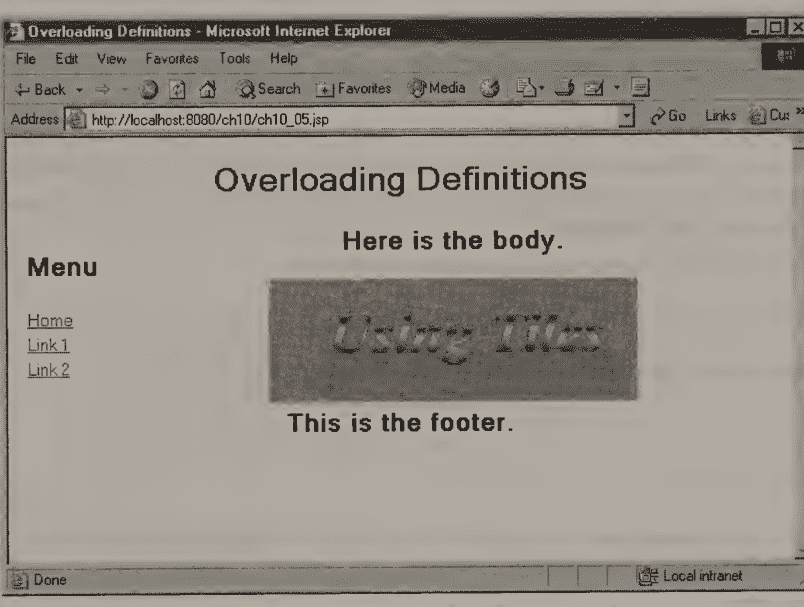 Overloading Definitions - Microsoft Internet Explorer
File Edit View Favorites Tools Help
Back Search Favorites Media
Address http://localhost:8080/ch10/ch10_05.jsp Go Links Cu: »
Overloading Definitions
Here is the body.
Menu
Home
Link 1
Link 2
Using Tiles
This is the footer.
Done Local intranet